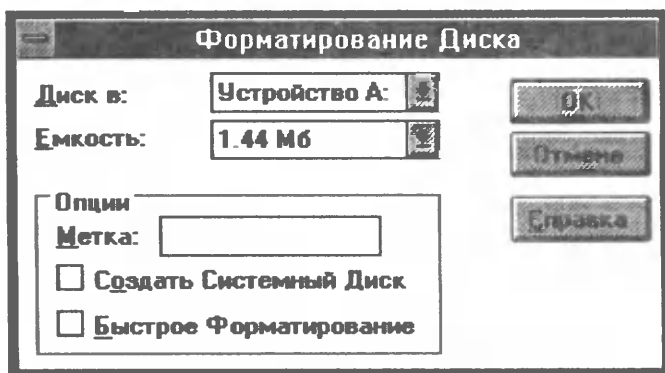 Форматирование Диска
Диск в: Устройство A: OK
Емкость: 1.44 Мб Отмена
Опции Справка
Метка:
Создать Системный Диск
Быстрое Форматирование